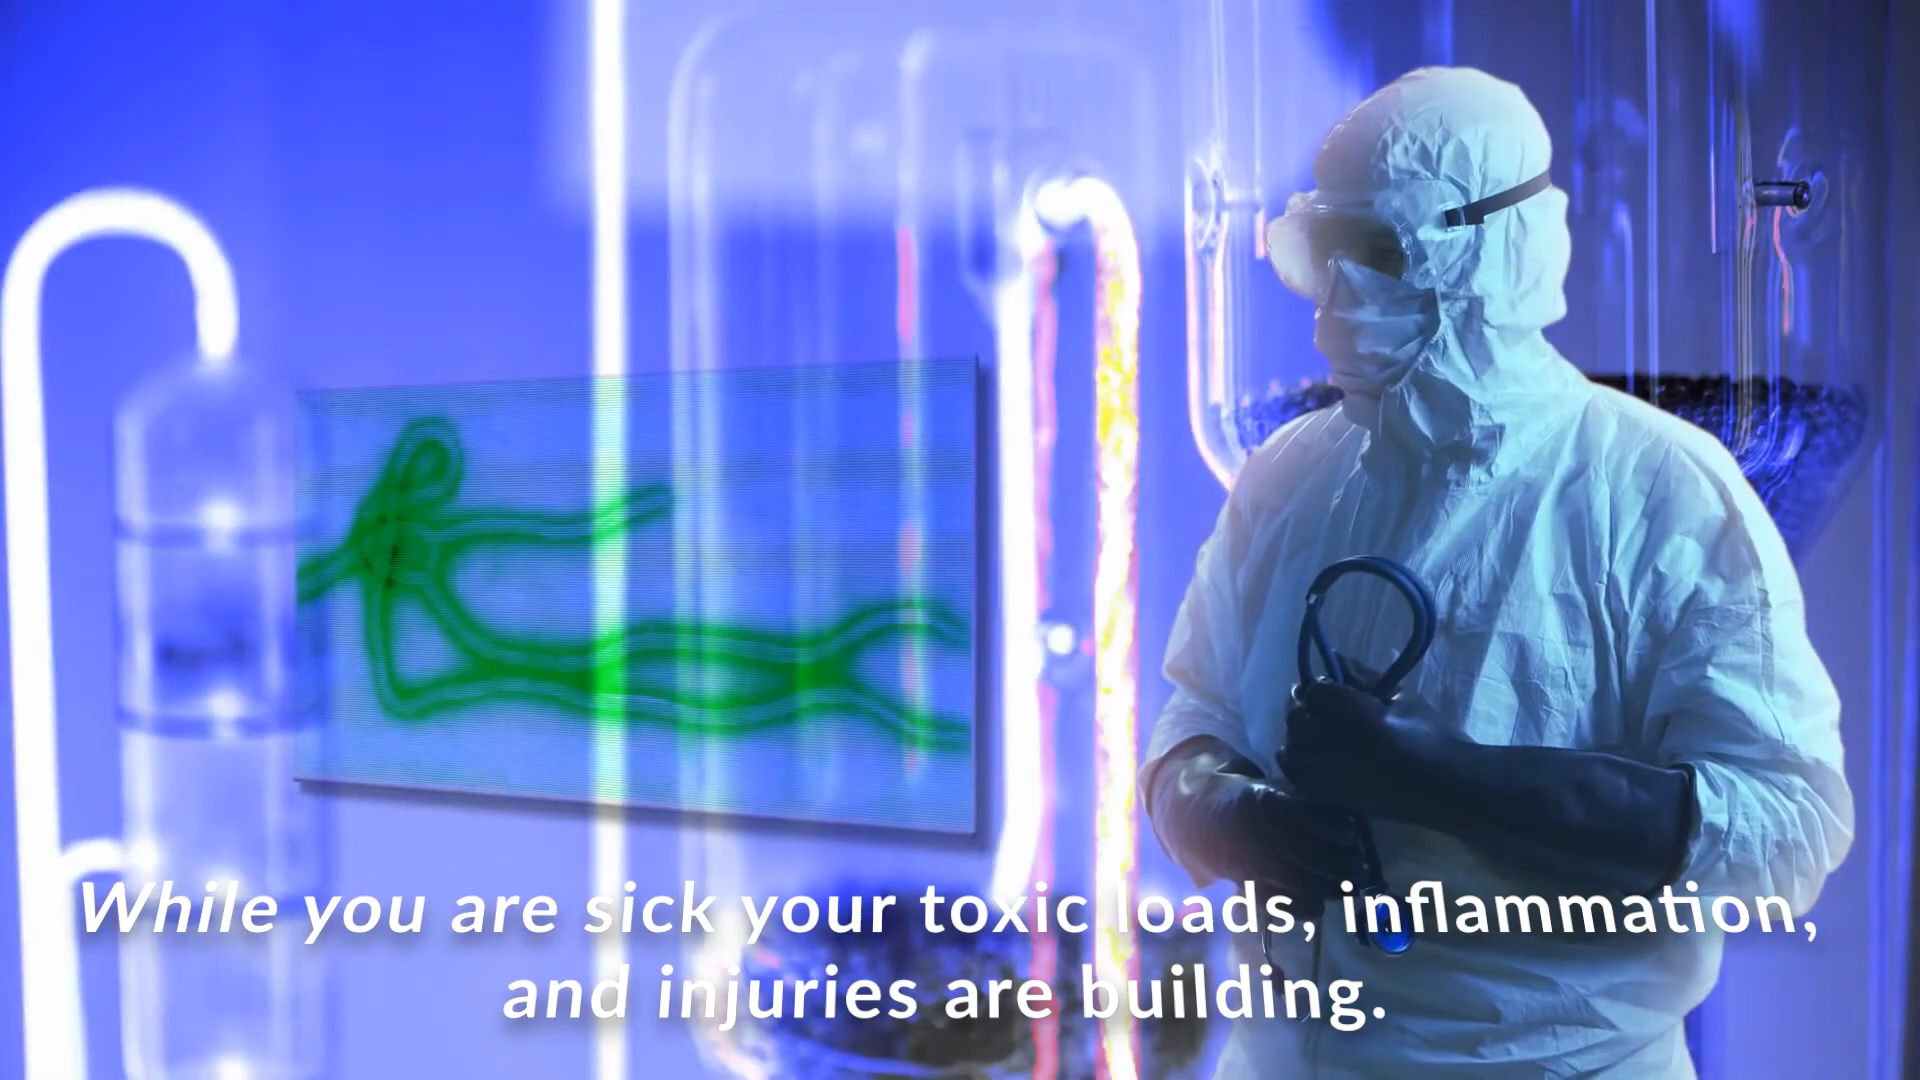 While you are sick your toxic loads, inflammation,
and injuries are building.